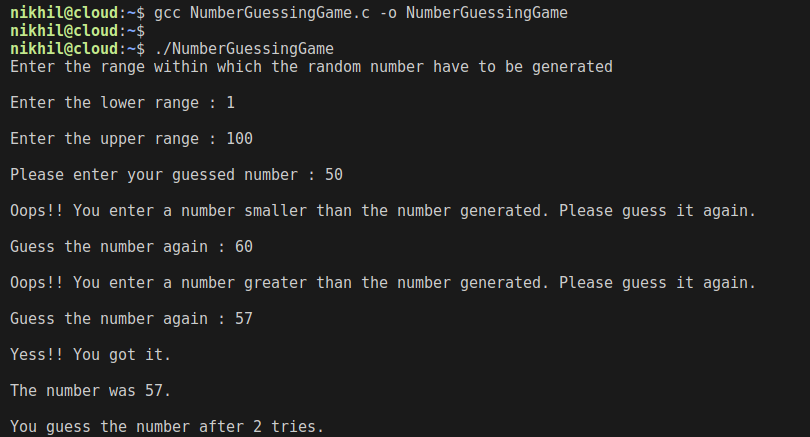 nikhil@cloud:~$ gcc NumberGuessingGame.c -o NumberGuessingGame
nikhil@cloud:~$
nikhil@cloud:~$ ./NumberGuessingGame
Enter the range within which the random number have to be generated
Enter the lower range : 1
Enter the upper range : 100
Please enter your guessed number : 50
Oops!! You enter a number smaller than the number generated. Please guess it again.
Guess the number again : 60
Oops!! You enter a number greater than the number generated. Please guess it again.
Guess the number again : 57
Yess!! You got it.
The number was 57.
You guess the number after 2 tries.